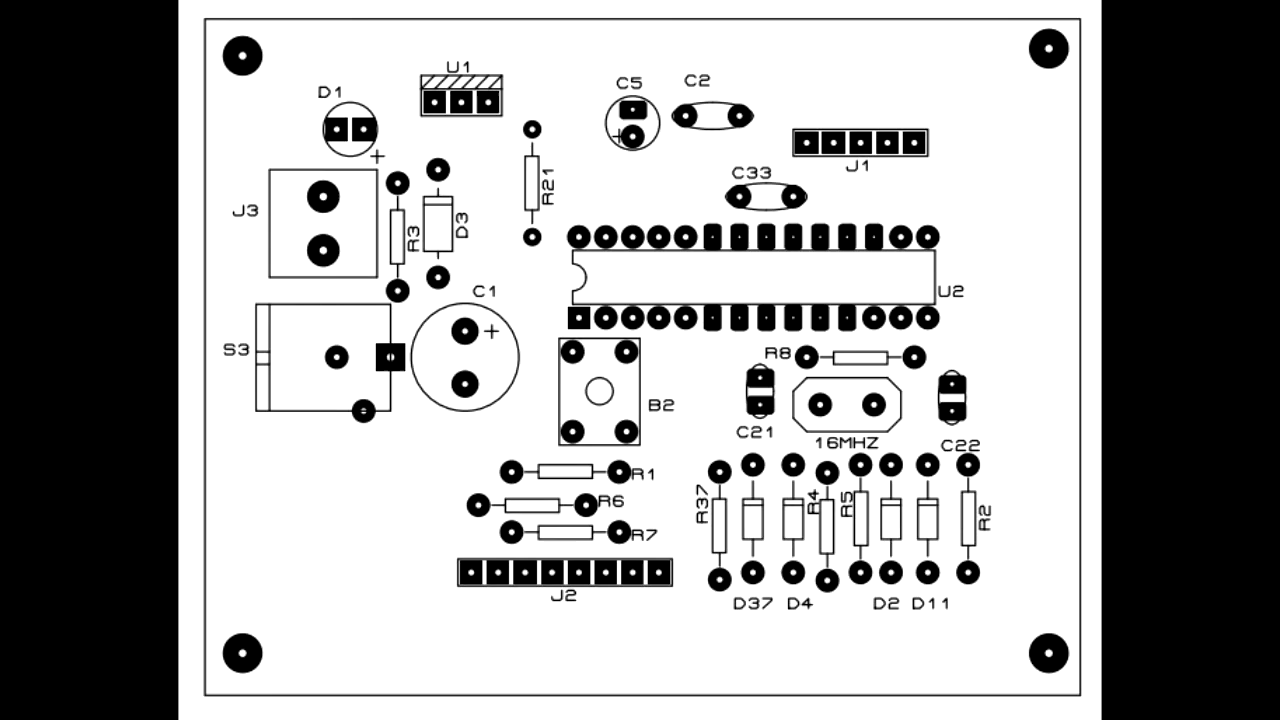 U1
C5
C2
D1
J1
C33
R21
J3
R3
D3
C1
U2
S3
R8
B2
C21
16MHZ
C22
R1
R37
R4
R5
R2
R6
R7
J2
D37
D4
D2
D11